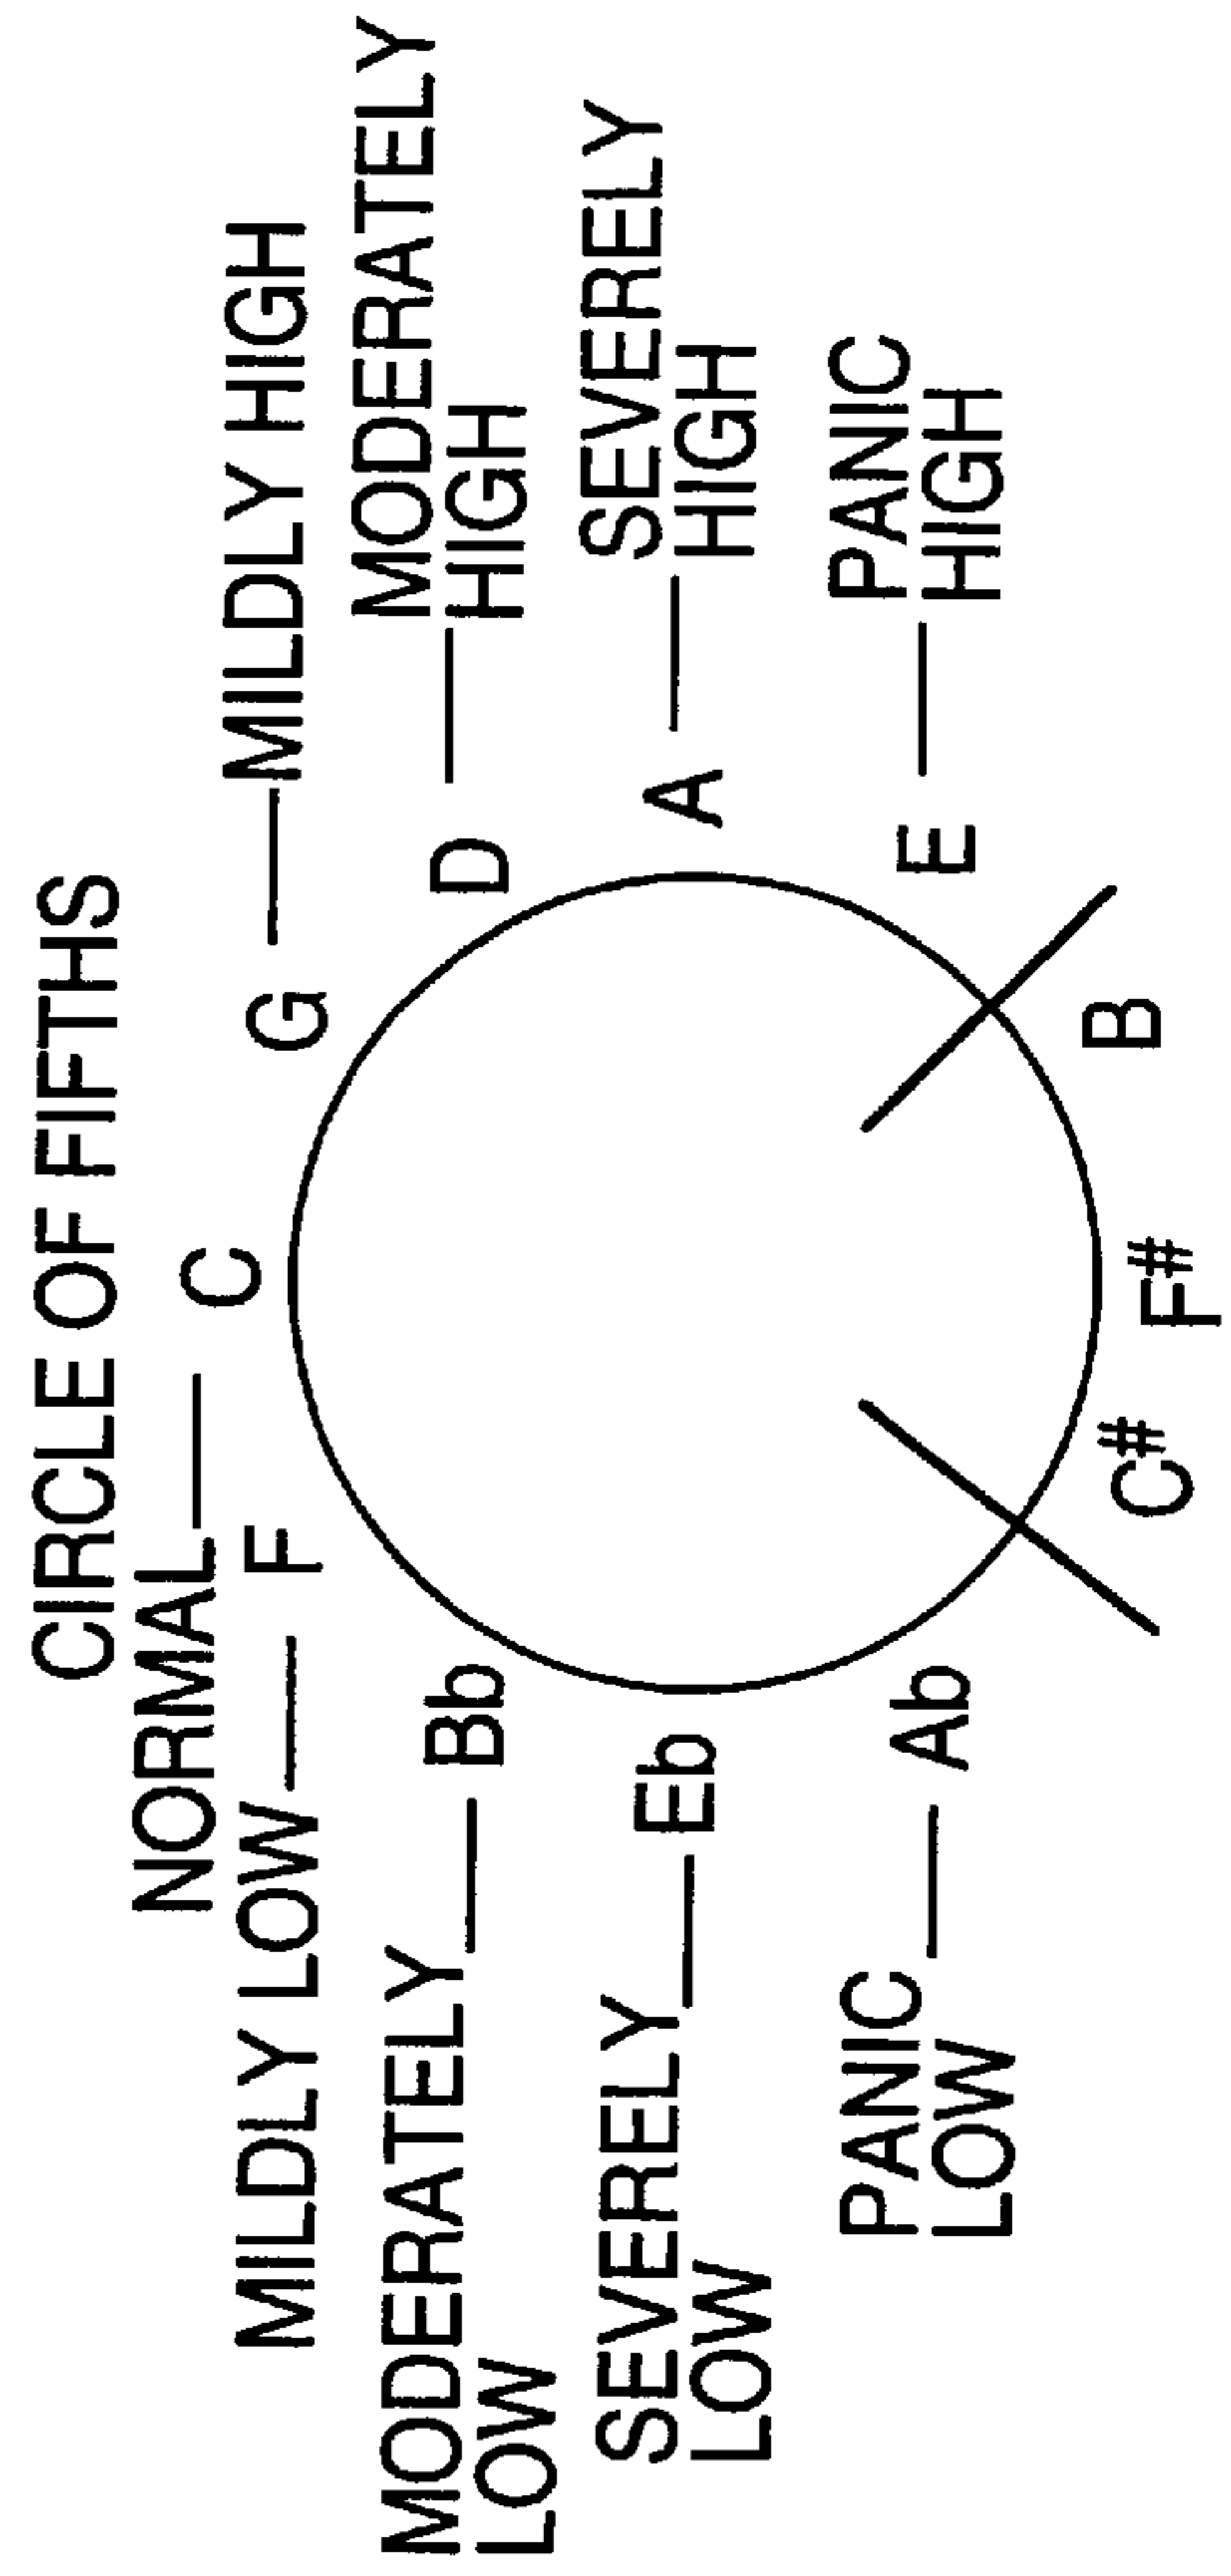 CIRCLE OF FIFTHS
NORMAL
C
MILDLY LOW
F
G
MILDLY HIGH
MODERATELY
LOW
Bb
D
MODERATELY
HIGH
SEVERELY
LOW
Eb
A
SEVERELY
HIGH
PANIC
LOW
Ab
E
PANIC
HIGH
C#
F#
B